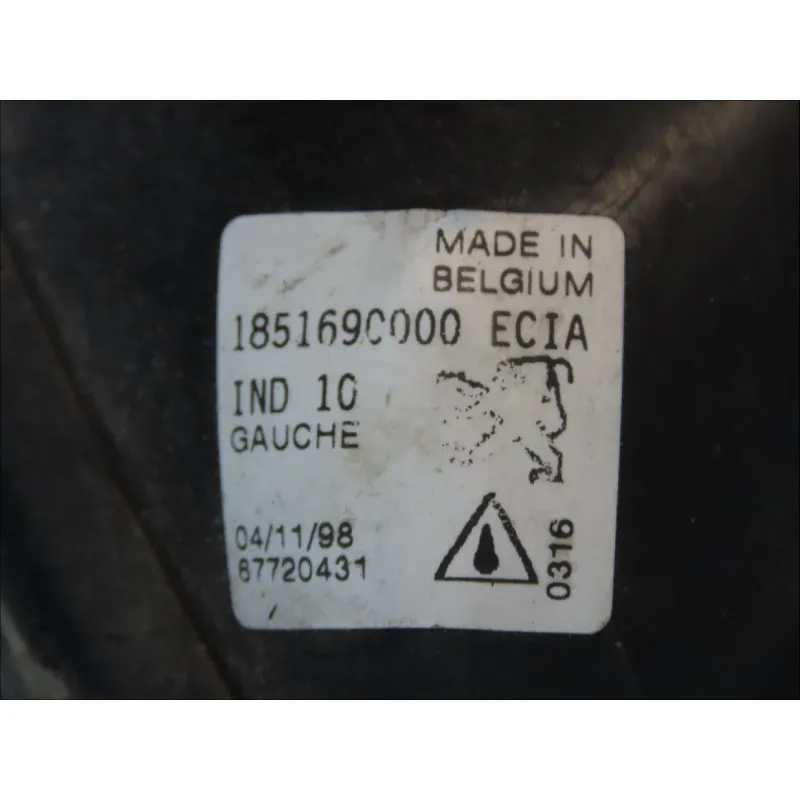 MADE IN
BELGIUM
185169C000 ECIA
IND 10
GAUCHE
04/11/98
67720431
0316